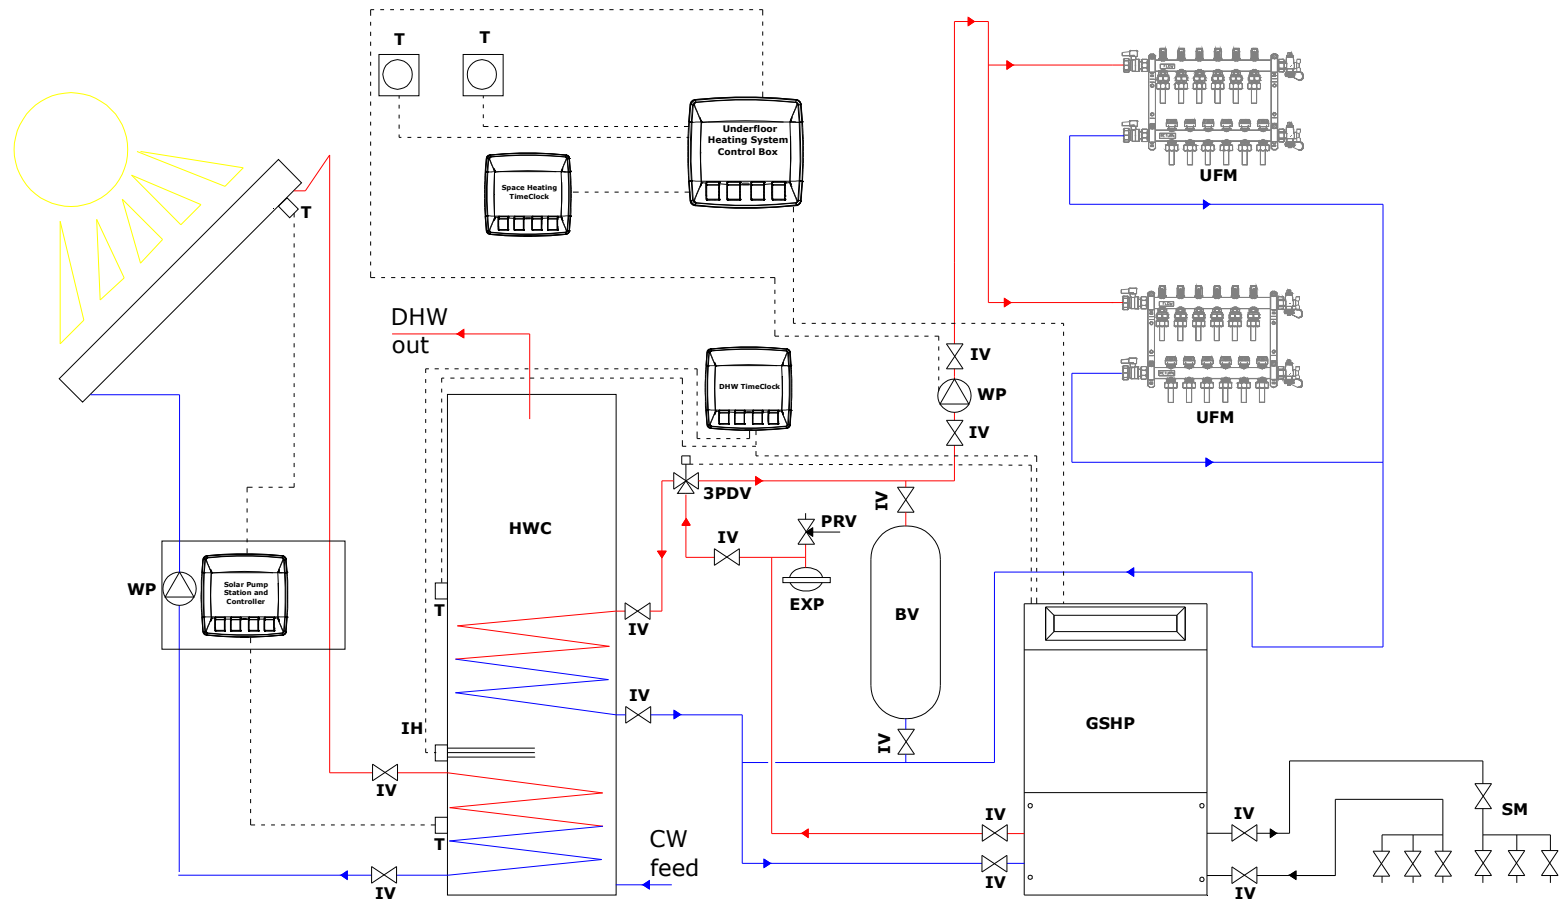 T
T
Underfloor
Heating System
Control Box
UFM
Space Heating
TimeClock
T
DHW
out
IV
DHW TimeClock
WP
UFM
IV
3PDV
IV
PRV
HWC
IV
WP
Solar Pump
Station and
Controller
T
EXP
BV
IV
IV
GSHP
IH
IV
IV
SM
IV
IV
T
CW
feed
IV
IV
IV